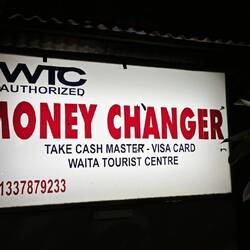 WTC
AUTHORIZED
MONEY CHANGER
TAKE CASH MASTER - VISA CARD
WAITA TOURIST CENTRE
1337879233